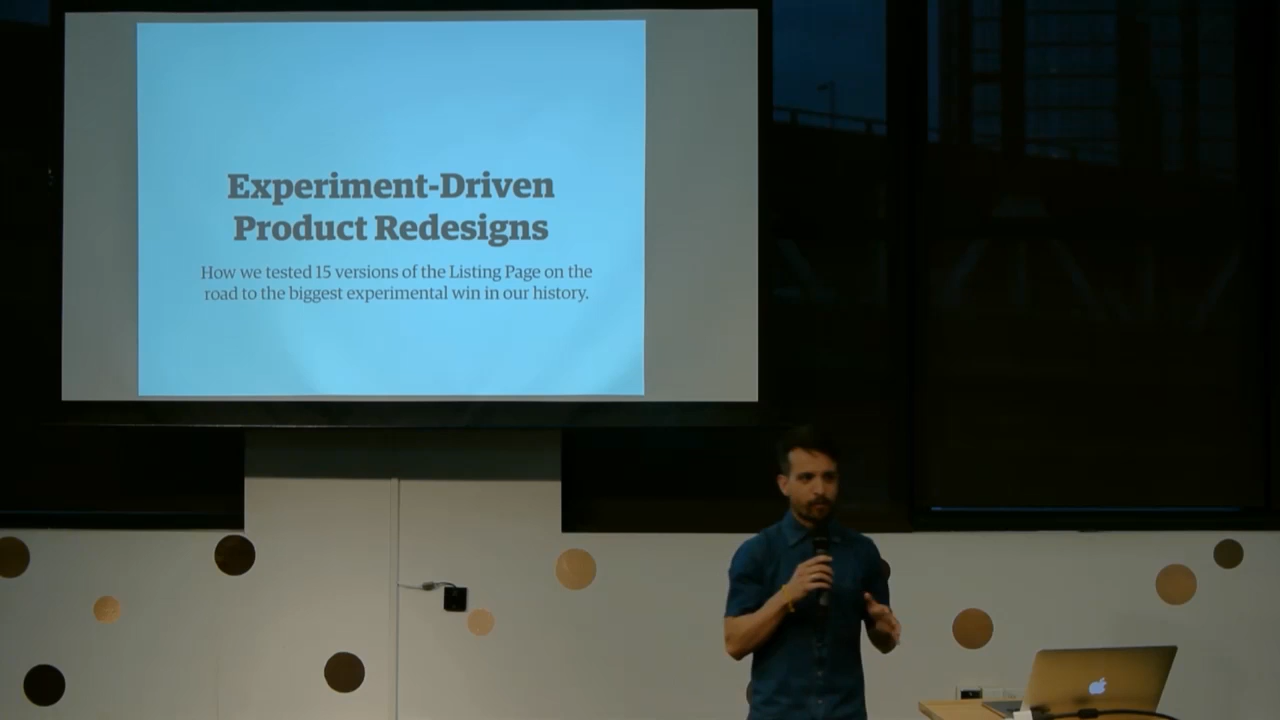 Experiment-Driven
Product Redesigns
How we tested 15 versions of the Listing Page on the
road to the biggest experimental win in our history.